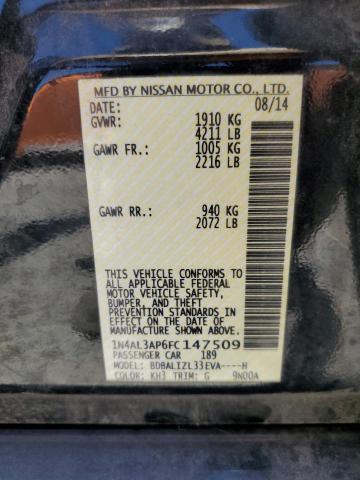 MFD BY NISSAN MOTOR CO., LTD.
DATE: 08/14
GVWR: 1910 KG
4211 LB
GAWR FR.: 1005 KG
2216 LB
GAWR RR.: 940 KG
2072 LB
THIS VEHICLE CONFORMS TO
ALL APPLICABLE FEDERAL
MOTOR VEHICLE SAFETY,
BUMPER, AND THEFT
PREVENTION STANDARDS IN
EFFECT ON THE DATE OF
MANUFACTURE SHOWN ABOVE.
1N4AL3AP6FC147509
PASSENGER CAR 189
MODEL: BDBALIZL33EVA----H
COLOR: KH3 TRIM: G 9N00A